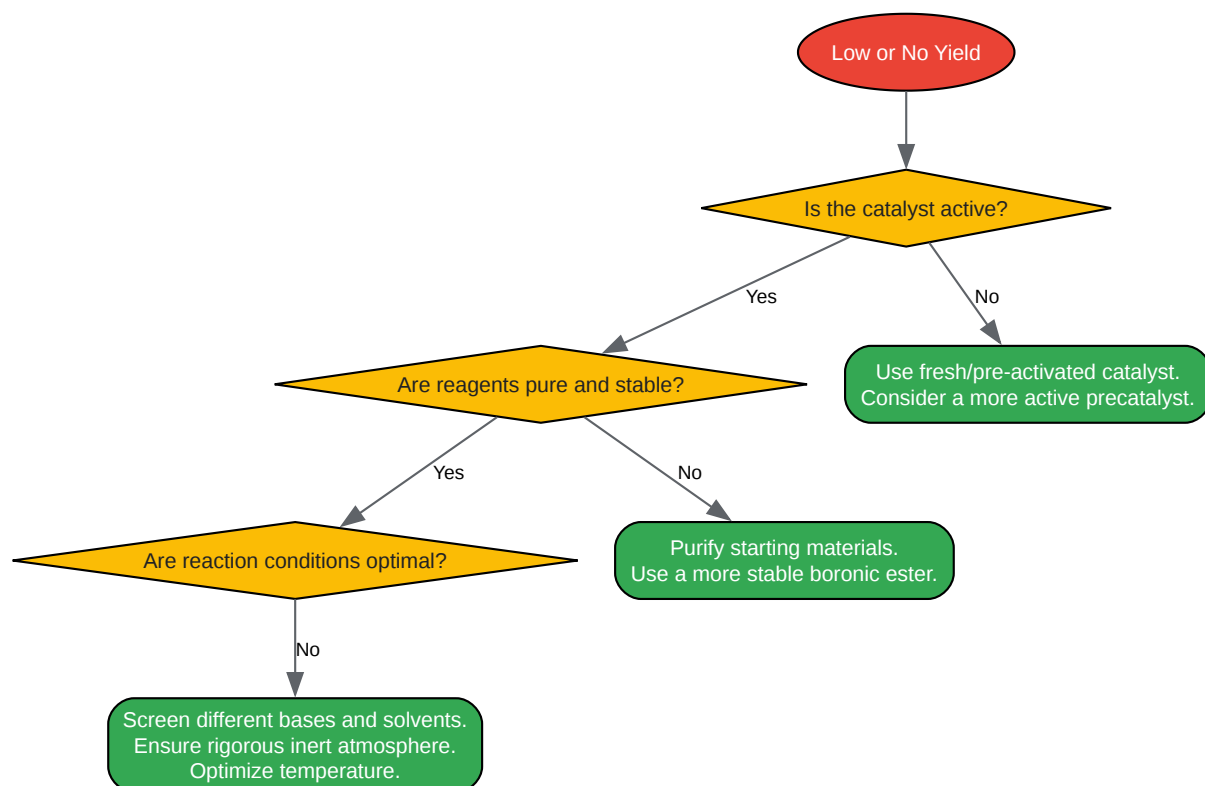 Low or No Yield
Is the catalyst active?
Yes
No
Are reagents pure and stable?
Use fresh/pre-activated catalyst.
Consider a more active precatalyst.
Yes
No
Are reaction conditions optimal?
Purify starting materials.
Use a more stable boronic ester.
No
Screen different bases and solvents.
Ensure rigorous inert atmosphere.
Optimize temperature.